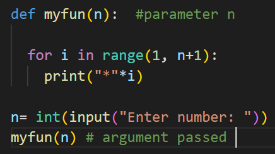 def myfun(n):  #parameter n
  for i in range(1, n+1):
    print("*"*i)
n= int(input("Enter number: "))
myfun(n) # argument passed